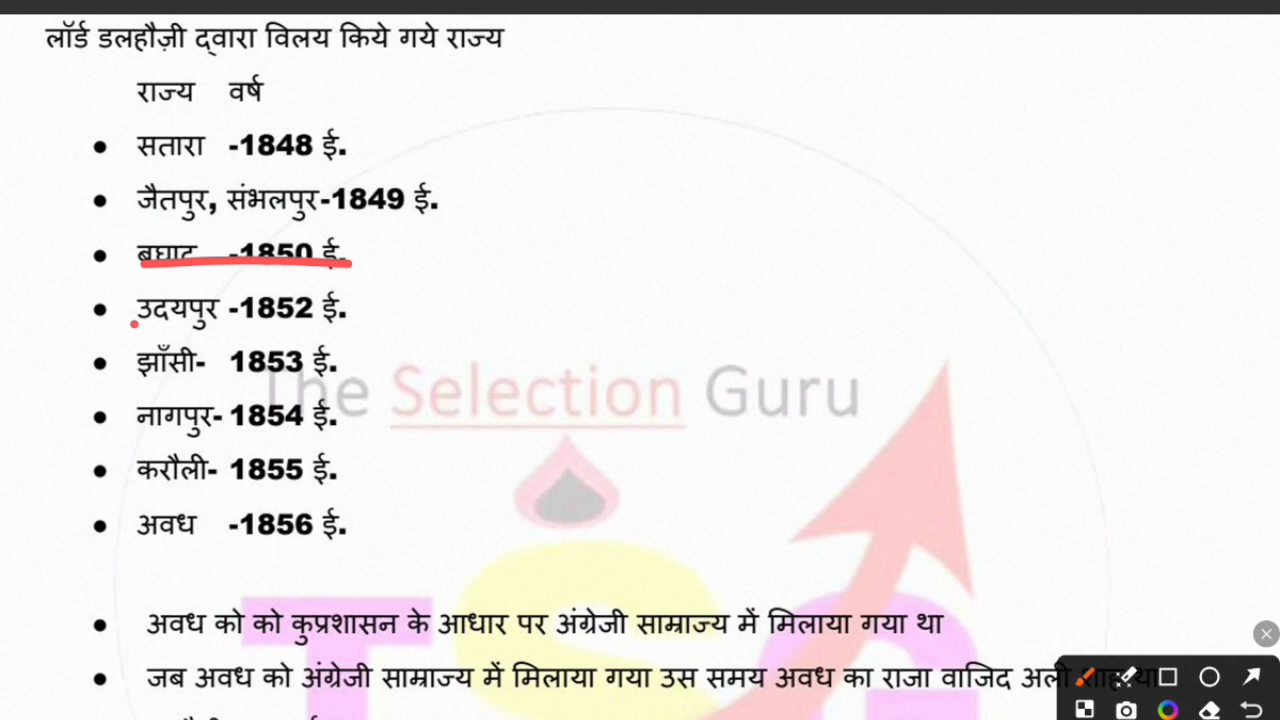 लॉर्ड डलहौज़ी द्वारा विलय किये गये राज्य
राज्य वर्ष
• सतारा -1848 ई.
• जैतपुर, संभलपुर-1849 ई.
• बघाट -1850 ई.
• उदयपुर -1852 ई.
• झाँसी- 1853 ई.
The Selection Guru
• नागपुर- 1854 ई.
• करौली- 1855 ई.
• अवध -1856 ई.
• अवध को को कुप्रशासन के आधार पर अंग्रेजी साम्राज्य में मिलाया गया था
• जब अवध को अंग्रेजी साम्राज्य में मिलाया गया उस समय अवध का राजा वाजिद अली शाह था
TSG